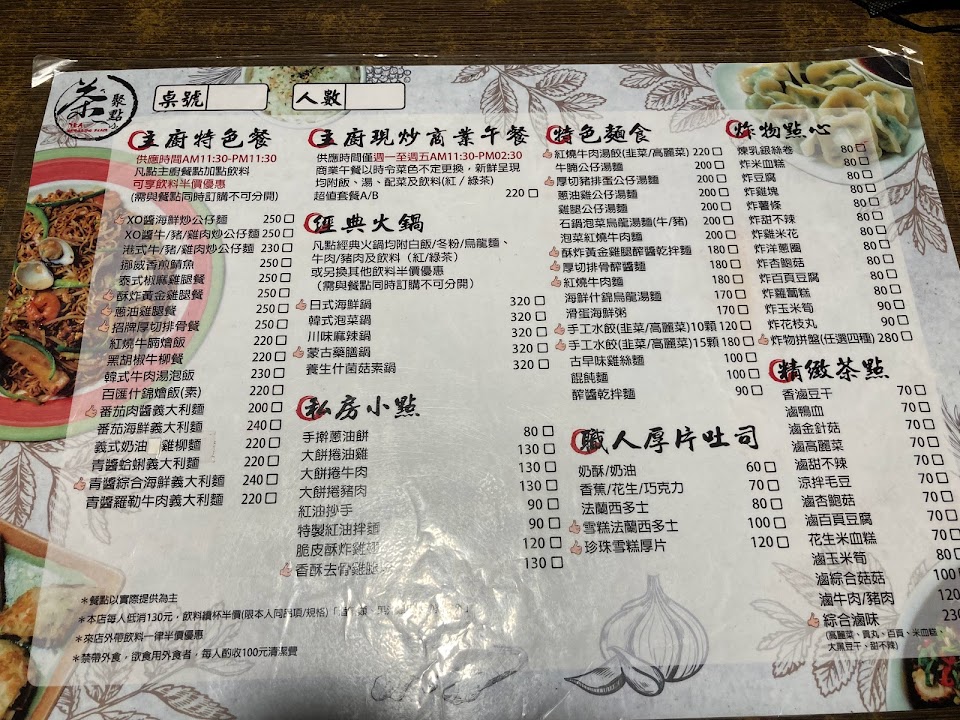 茶
聚點
桌號
人數
主廚特色餐
供應時間AM11:30-PM11:30
凡點主廚餐點加點飲料
可享飲料半價優惠
(需與餐點同時訂購不可分開)
XO醬海鮮炒公仔麵 250
XO醬牛/豬/雞肉炒公仔麵 250
港式牛/豬/雞肉炒公仔麵 230
挪威香煎鯖魚 250
泰式椒麻雞腿餐 250
酥炸黃金雞腿餐 250
蔥油雞腿餐 250
招牌厚切排骨餐 250
紅燒牛腩燴飯 220
黑胡椒牛柳餐 220
韓式牛肉湯泡飯 230
百匯什錦燴飯(素) 220
番茄肉醬義大利麵 200
番茄海鮮義大利麵 240
義式奶油 雞柳麵 220
青醬蛤蜊義大利麵 220
青醬綜合海鮮義大利麵 240
青醬羅勒牛肉義大利麵 220
主廚現炒商業午餐
供應時間僅週一至週五AM11:30-PM02:30
商業午餐以時令菜色不定更換，新鮮呈現
均附飯、湯、配菜及飲料(紅 / 綠茶)
超值套餐A/B 220
經典火鍋
凡點經典火鍋均附白飯/冬粉/烏龍麵、
牛肉/豬肉及飲料（紅/綠茶）
或另換其他飲料半價優惠
（需與餐點同時訂購不可分開）
日式海鮮鍋 320
韓式泡菜鍋 320
川味麻辣鍋 320
蒙古藥膳鍋 320
養生什菌菇素鍋 320
私房小點
手擀蔥油餅 80
大餅捲油雞 130
大餅捲牛肉 130
大餅捲豬肉 130
紅油抄手 90
特製紅油拌麵 90
脆皮酥炸雞翅 120
香酥去骨雞腿 130
特色麵食
紅燒牛肉湯餃(韭菜/高麗菜) 220
牛腩公仔湯麵 200
厚切豬排蛋公仔湯麵 200
蔥油雞公仔湯麵 200
雞腿公仔湯麵 200
石鍋泡菜烏龍湯麵(牛/豬) 200
泡菜紅燒牛肉麵 200
酥炸黃金雞腿醡醬乾拌麵 180
厚切排骨醡醬麵 180
紅燒牛肉麵 180
海鮮什錦烏龍湯麵 170
滑蛋海鮮粥 170
手工水餃(韭菜/高麗菜)10顆 120
手工水餃(韭菜/高麗菜)15顆 180
古早味雞絲麵 100
餛飩麵 100
醡醬乾拌麵 90
職人厚片吐司
奶酥/奶油 60
香蕉/花生/巧克力 70
法蘭西多士 80
雪糕法蘭西多士 100
珍珠雪糕厚片 120
炸物點心
煉乳銀絲卷 80
炸米血糕 80
炸豆腐 80
炸雞塊 80
炸薯條 80
炸甜不辣 80
炸雞米花 80
炸洋蔥圈 80
炸杏鮑菇 80
炸百頁豆腐 80
炸蘿蔔糕 80
炸玉米筍 90
炸花枝丸 90
炸物拼盤(任選四種) 280
精緻茶點
香滷豆干 70
滷鴨血 70
滷金針菇 70
滷高麗菜 70
滷甜不辣 70
涼拌毛豆 70
滷杏鮑菇 70
滷百頁豆腐 70
花生米血糕 70
滷玉米筍 80
滷綜合菇菇 100
滷牛肉/豬肉 120
綜合滷味 230
(高麗菜、貢丸、百頁、米血糕、
大黑豆干、甜不辣)
＊餐點以實際提供為主
＊本店每人低消130元，飲料續杯半價(限本人同品項/規格)
＊來店外帶飲料一律半價優惠
＊禁帶外食，欲食用外食者，每人酌收100元清潔費